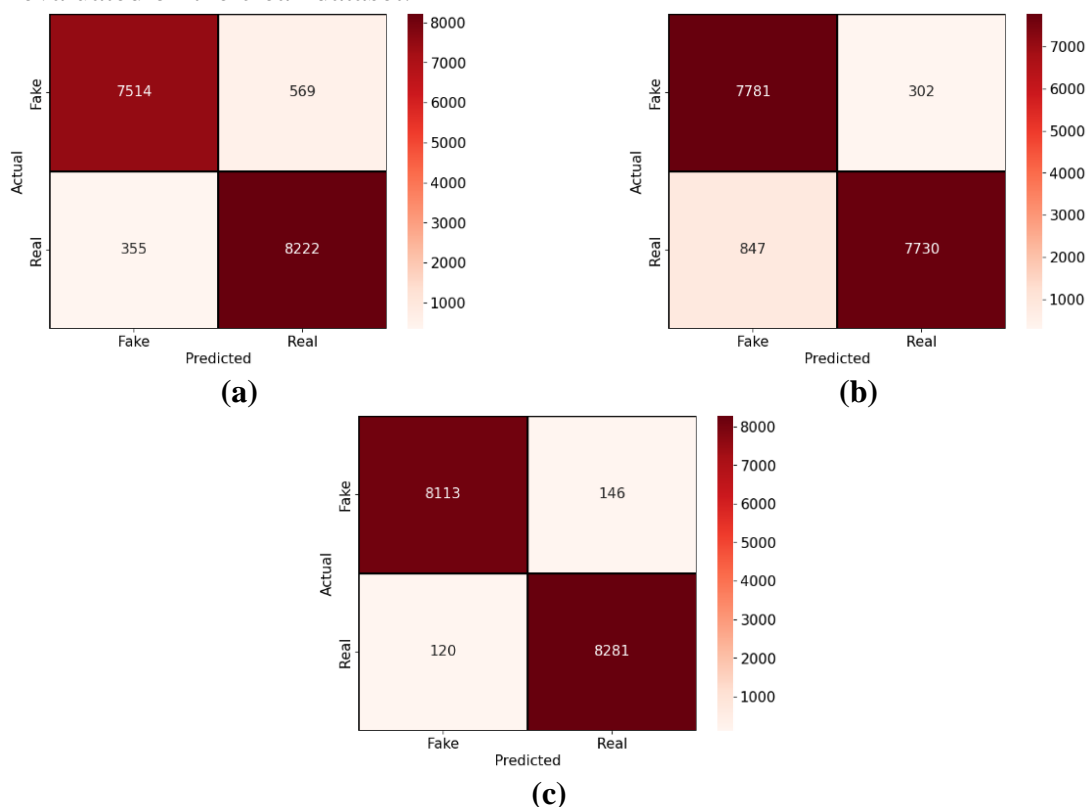 8000
7000
6000
5000
4000
3000
2000
1000
Fake
Real
Actual
7514 569
355 8222
Fake Real
Predicted
(a)
7000
6000
5000
4000
3000
2000
1000
Fake
Real
Actual
7781 302
847 7730
Fake Real
Predicted
(b)
8000
7000
6000
5000
4000
3000
2000
1000
Fake
Real
Actual
8113 146
120 8281
Fake Real
Predicted
(c)